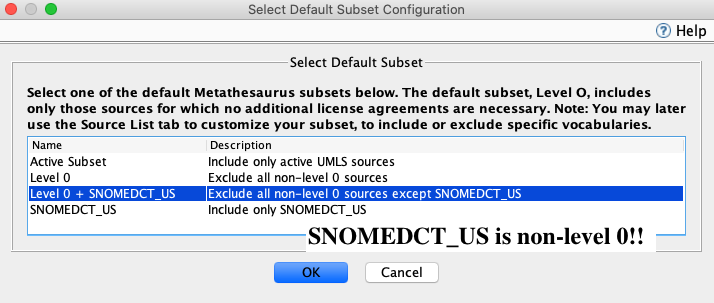 Select Default Subset Configuration
? Help
Select Default Subset
Select one of the default Metathesaurus subsets below. The default subset, Level O, includes
only those sources for which no additional license agreements are necessary. Note: You may later
use the Source List tab to customize your subset, to include or exclude specific vocabularies.
Name Description
Active Subset Include only active UMLS sources
Level 0 Exclude all non-level 0 sources
Level 0 + SNOMEDCT_US Exclude all non-level 0 sources except SNOMEDCT_US
SNOMEDCT_US Include only SNOMEDCT_US
SNOMEDCT_US is non-level 0!!
OK Cancel